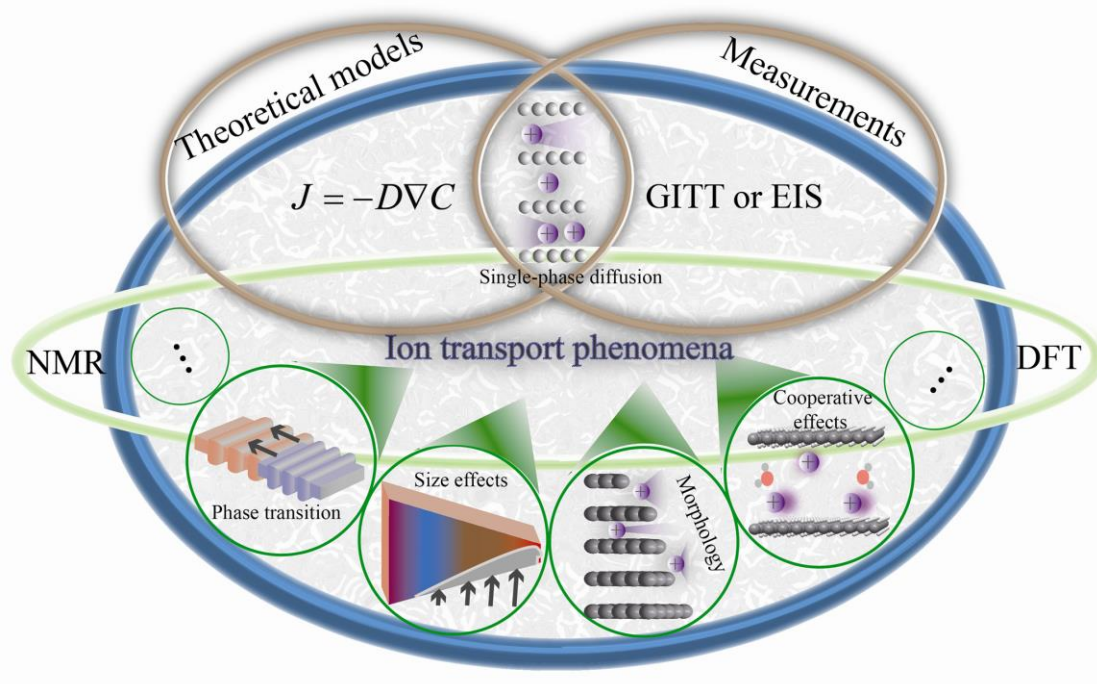 Theoretical models
Measurements
J = −D∇C
GITT or EIS
Single-phase diffusion
NMR
Ion transport phenomena
DFT
Cooperative
effects
Phase transition
Size effects
Morphology